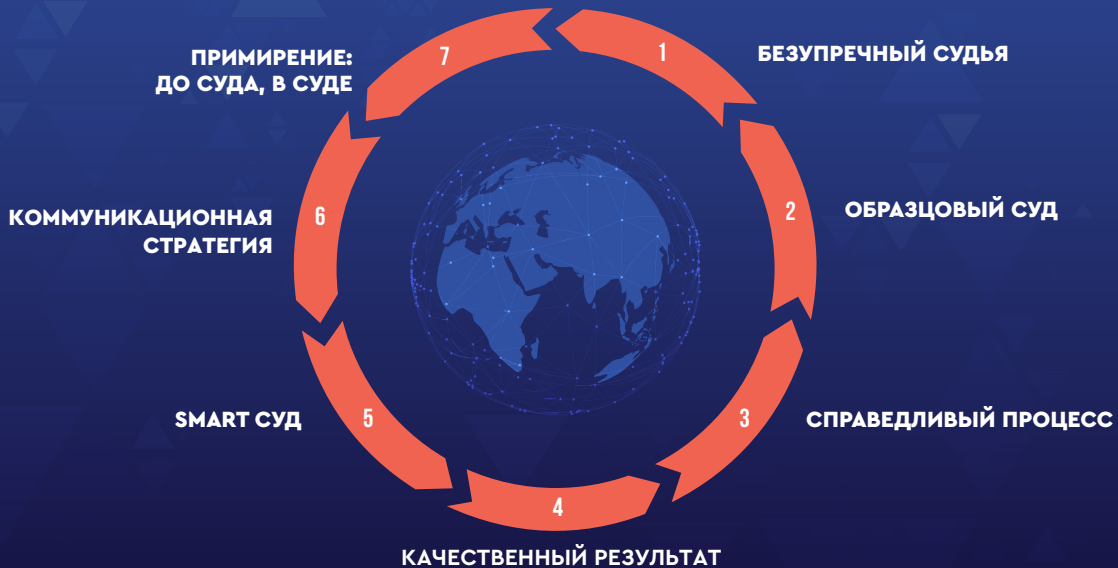 1
БЕЗУПРЕЧНЫЙ СУДЬЯ
2
ОБРАЗЦОВЫЙ СУД
3
СПРАВЕДЛИВЫЙ ПРОЦЕСС
4
КАЧЕСТВЕННЫЙ РЕЗУЛЬТАТ
5
SMART СУД
6
КОММУНИКАЦИОННАЯ
СТРАТЕГИЯ
7
ПРИМИРЕНИЕ:
ДО СУДА, В СУДЕ